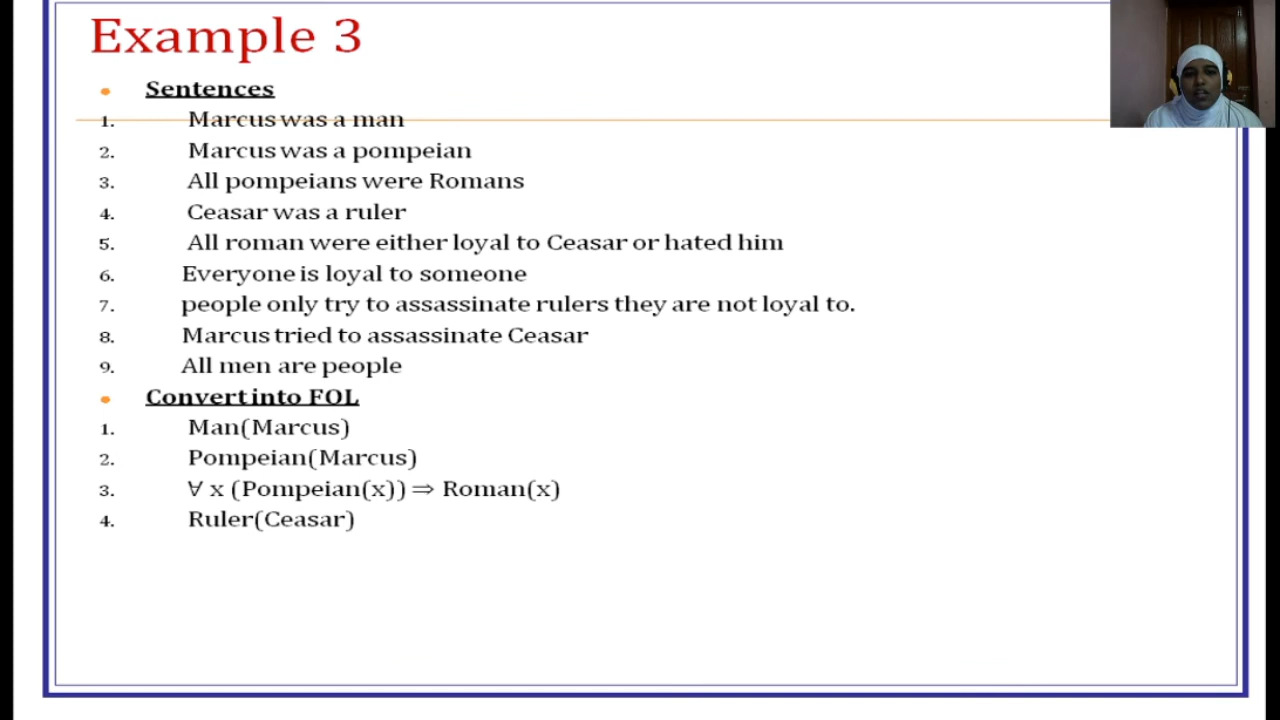 Example 3
• Sentences
1. Marcus was a man
2. Marcus was a pompeian
3. All pompeians were Romans
4. Ceasar was a ruler
5. All roman were either loyal to Ceasar or hated him
6. Everyone is loyal to someone
7. people only try to assassinate rulers they are not loyal to.
8. Marcus tried to assassinate Ceasar
9. All men are people
• Convert into FOL
1. Man(Marcus)
2. Pompeian(Marcus)
3. ∀ x (Pompeian(x)) ⇒ Roman(x)
4. Ruler(Ceasar)